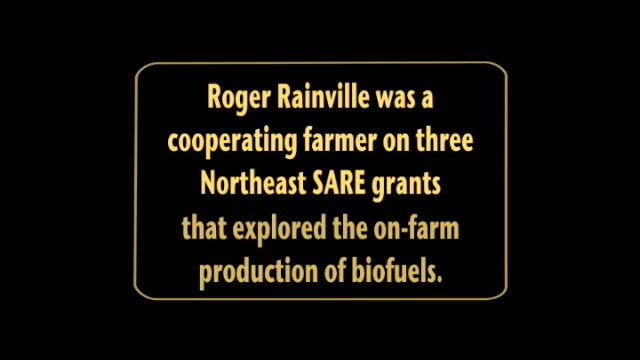 Roger Rainville was a
cooperating farmer on three
Northeast SARE grants
that explored the on-farm
production of biofuels.